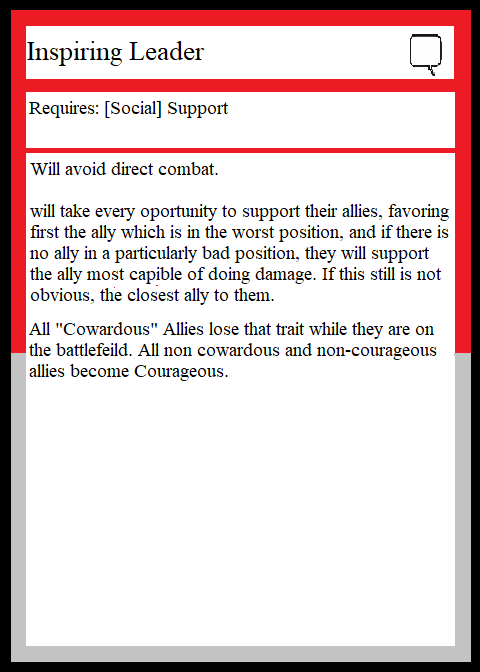 Inspiring Leader
Requires: [Social] Support
Will avoid direct combat.
will take every oportunity to support their allies, favoring
first the ally which is in the worst position, and if there is
no ally in a particularly bad position, they will support
the ally most capible of doing damage. If this still is not
obvious, the closest ally to them.
All "Cowardous" Allies lose that trait while they are on
the battlefeild. All non cowardous and non-courageous
allies become Courageous.